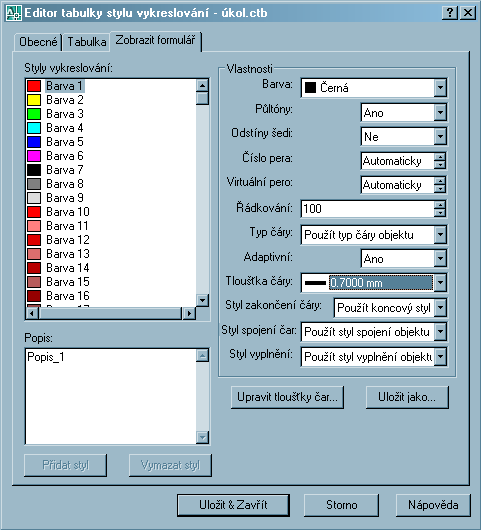 Editor tabulky stylu vykreslování - úkol.ctb
Obecné Tabulka Zobrazit formulář
Styly vykreslování:
Barva 1
Barva 2
Barva 3
Barva 4
Barva 5
Barva 6
Barva 7
Barva 8
Barva 9
Barva 10
Barva 11
Barva 12
Barva 13
Barva 14
Barva 15
Barva 16
Popis:
Popis_1
Přidat styl Vymazat styl
Vlastnosti
Barva: Černá
Půltóny: Ano
Odstíny šedi: Ne
Číslo pera: Automaticky
Virtuální pero: Automaticky
Řádkování: 100
Typ čáry: Použít typ čáry objektu
Adaptivní: Ano
Tloušťka čáry: 0.7000 mm
Styl zakončení čáry: Použít koncový styl
Styl spojení čar: Použít styl spojení objektu
Styl vyplnění: Použít styl vyplnění objektu
Upravit tloušťky čar... Uložit jako...
Uložit & Zavřít Storno Nápověda